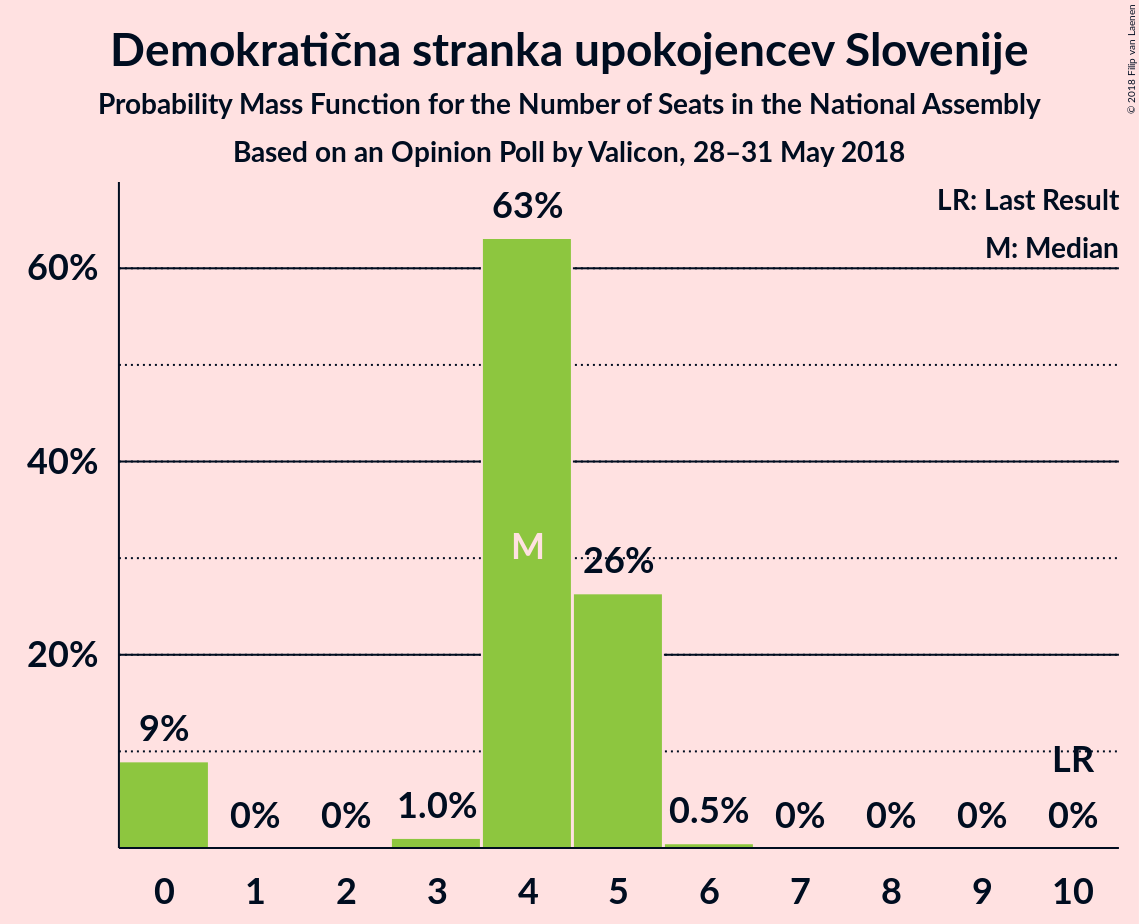 Demokratična stranka upokojencev Slovenije
Probability Mass Function for the Number of Seats in the National Assembly
Based on an Opinion Poll by Valicon, 28–31 May 2018
© 2018 Filip van Laenen
LR: Last Result
M: Median
63%
60%
40%
M
26%
20%
9%
LR
0% 0% 1.0% 0.5% 0% 0% 0% 0%
0 1 2 3 4 5 6 7 8 9 10